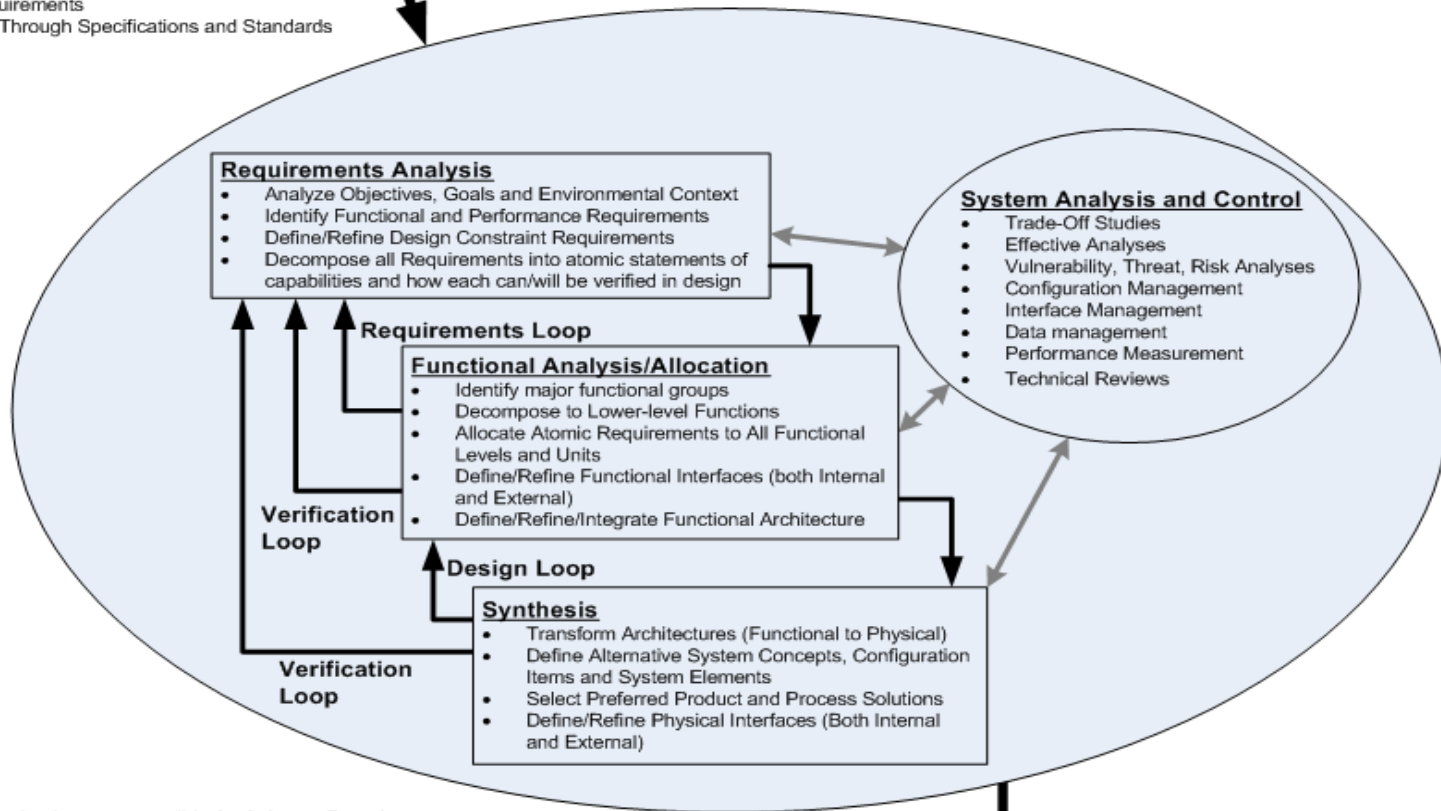 Through Specifications and Standards
Requirements Analysis
• Analyze Objectives, Goals and Environmental Context
• Identify Functional and Performance Requirements
• Define/Refine Design Constraint Requirements
• Decompose all Requirements into atomic statements of
capabilities and how each can/will be verified in design
System Analysis and Control
• Trade-Off Studies
• Effective Analyses
• Vulnerability, Threat, Risk Analyses
• Configuration Management
• Interface Management
• Data management
• Performance Measurement
• Technical Reviews
Requirements Loop
Functional Analysis/Allocation
• Identify major functional groups
• Decompose to Lower-level Functions
• Allocate Atomic Requirements to All Functional
Levels and Units
• Define/Refine Functional Interfaces (both Internal
and External)
• Define/Refine/Integrate Functional Architecture
Verification
Loop
Design Loop
Synthesis
• Transform Architectures (Functional to Physical)
• Define Alternative System Concepts, Configuration
Items and System Elements
• Select Preferred Product and Process Solutions
• Define/Refine Physical Interfaces (Both Internal
and External)
Verification
Loop